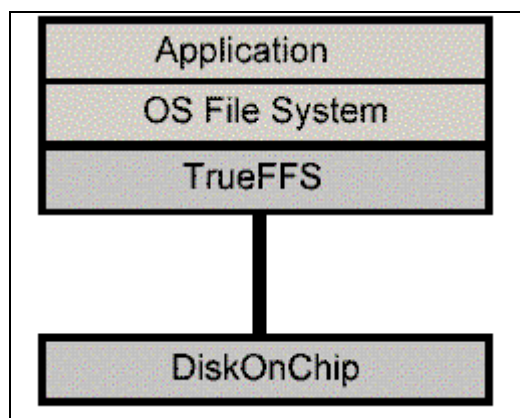 Application
OS File System
TrueFFS
DiskOnChip